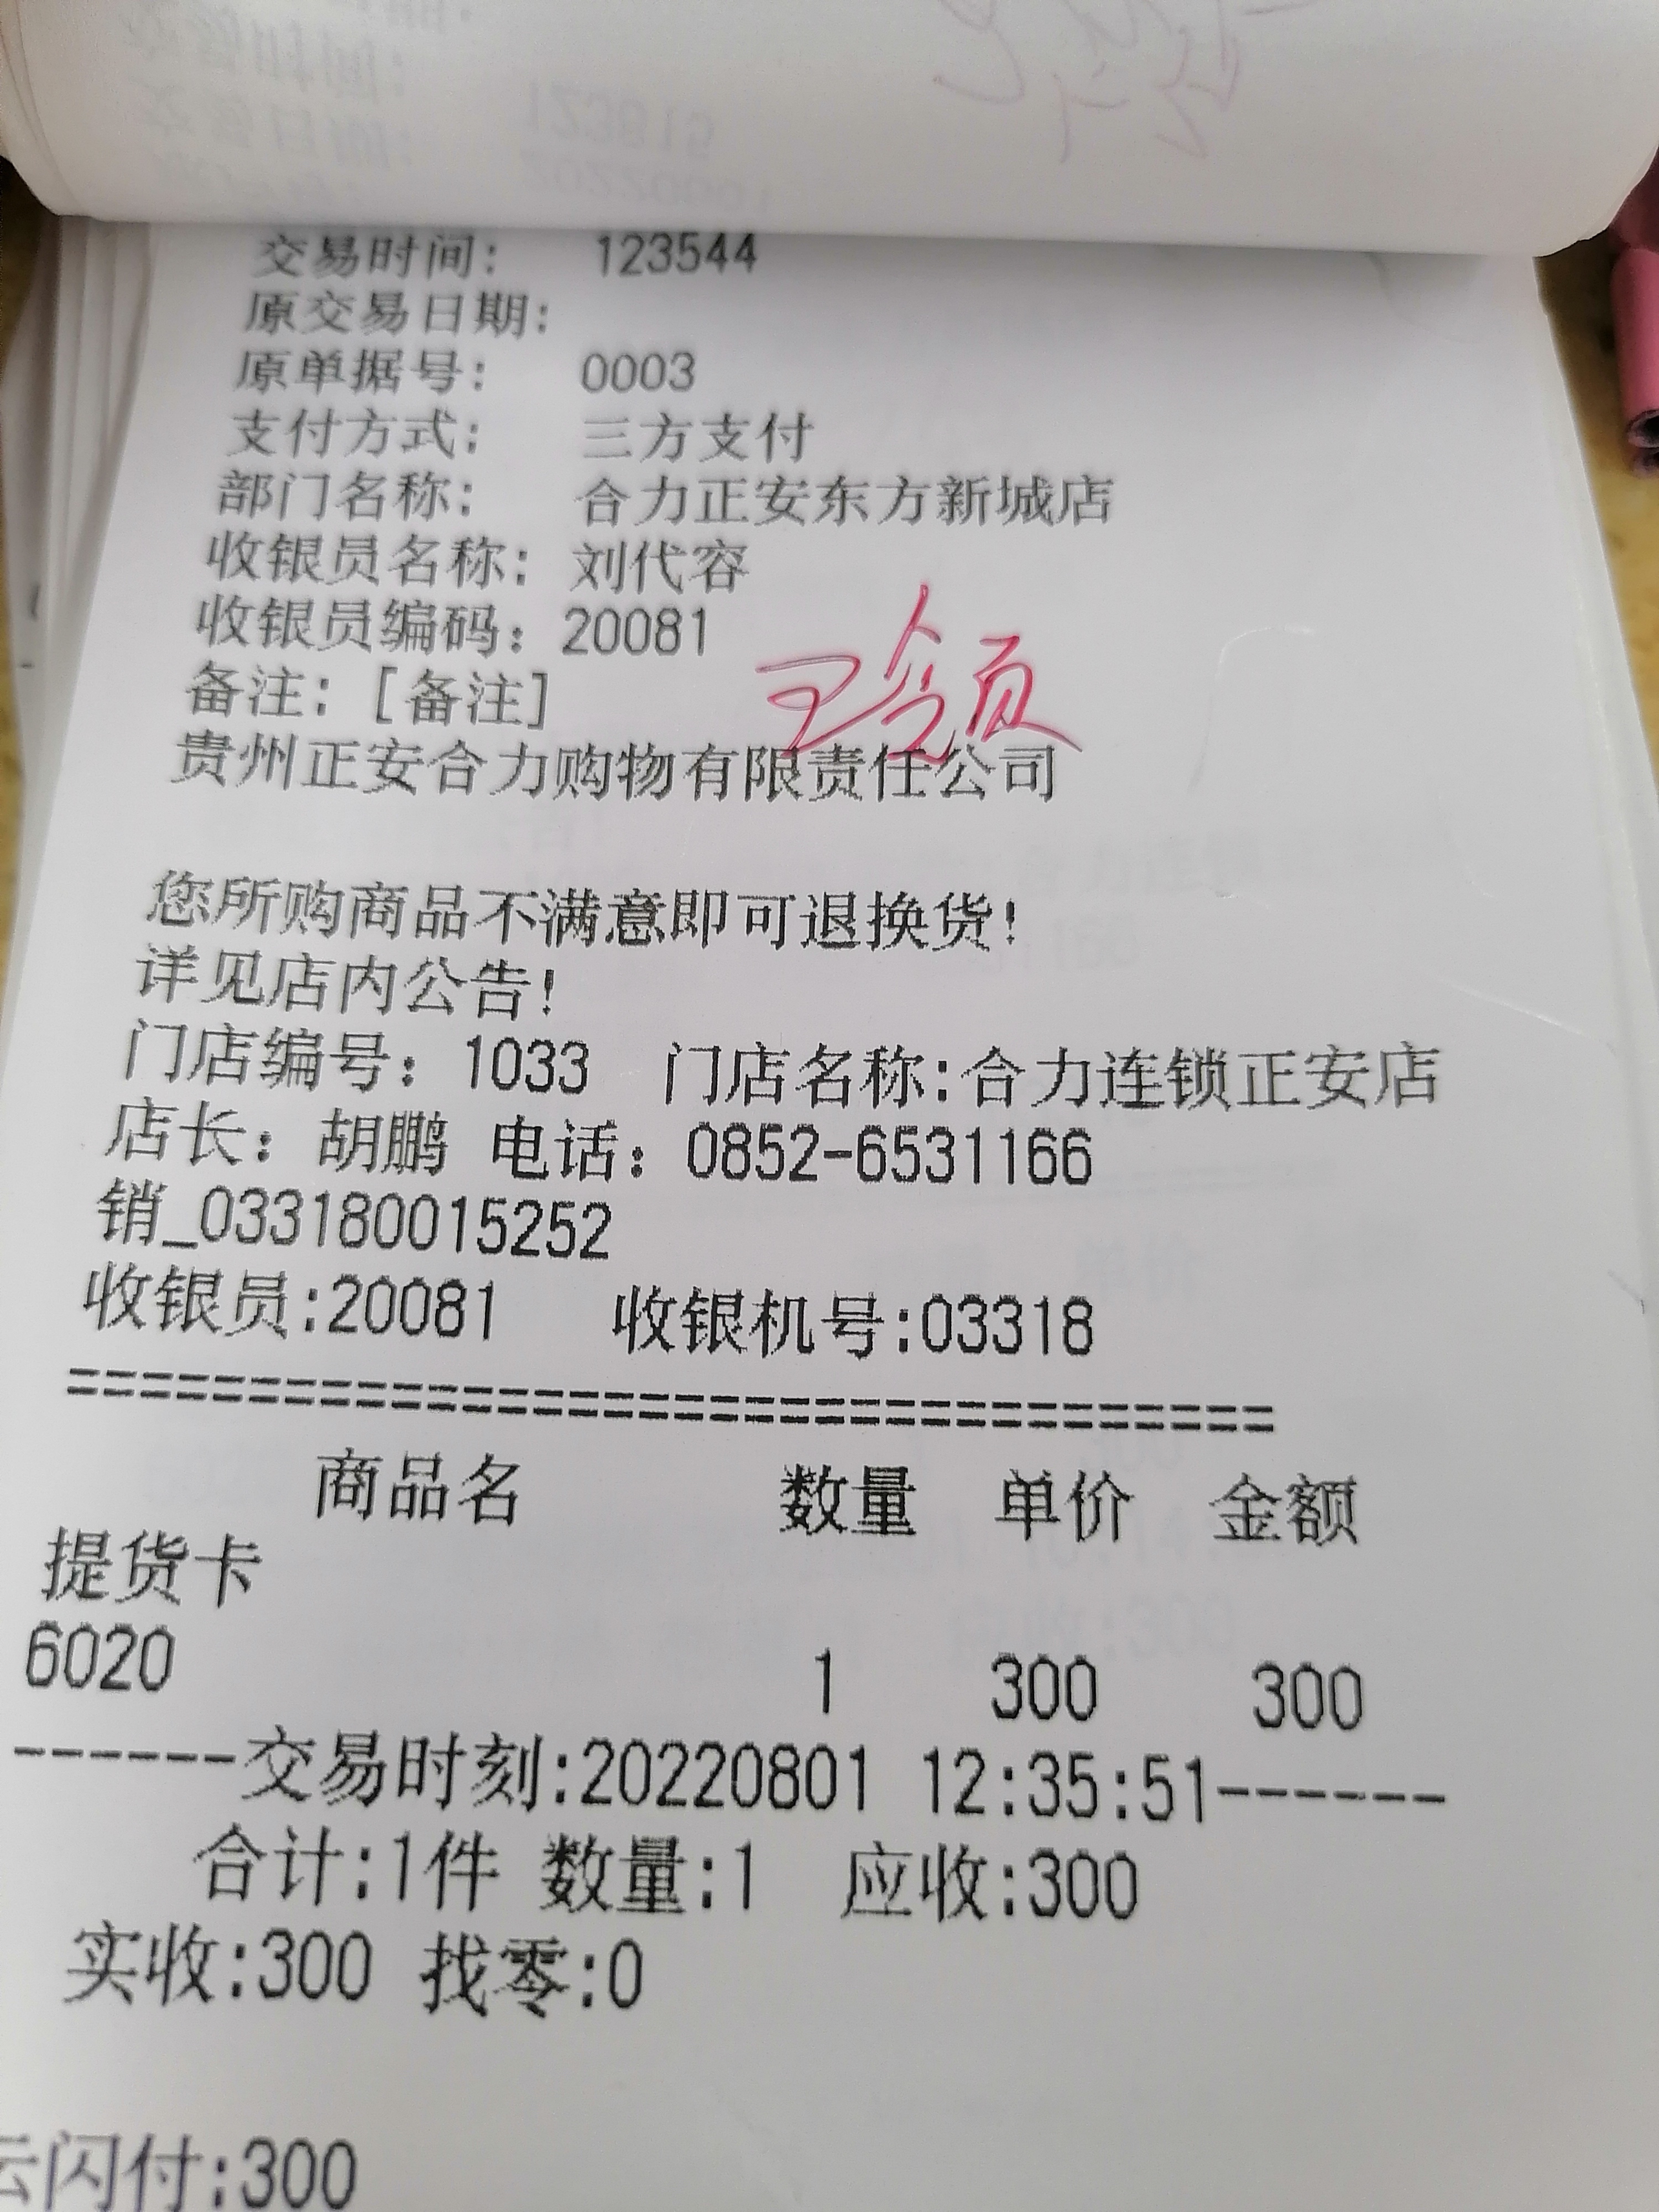 交易时间: 123544
原交易日期:
原单据号: 0003
支付方式: 三方支付
部门名称: 合力正安东方新城店
收银员名称: 刘代容
收银员编码: 20081
备注: [备注]
贵州正安合力购物有限责任公司
您所购商品不满意即可退换货!
详见店内公告!
门店编号: 1033 门店名称:合力连锁正安店
店长: 胡鹏 电话: 0852-6531166
销_033180015252
收银员:20081 收银机号:03318
==================================
商品名 数量 单价 金额
提货卡
6020 1 300 300
------交易时刻:20220801 12:35:51------
合计:1件 数量:1 应收:300
实收:300 找零:0
云闪付:300